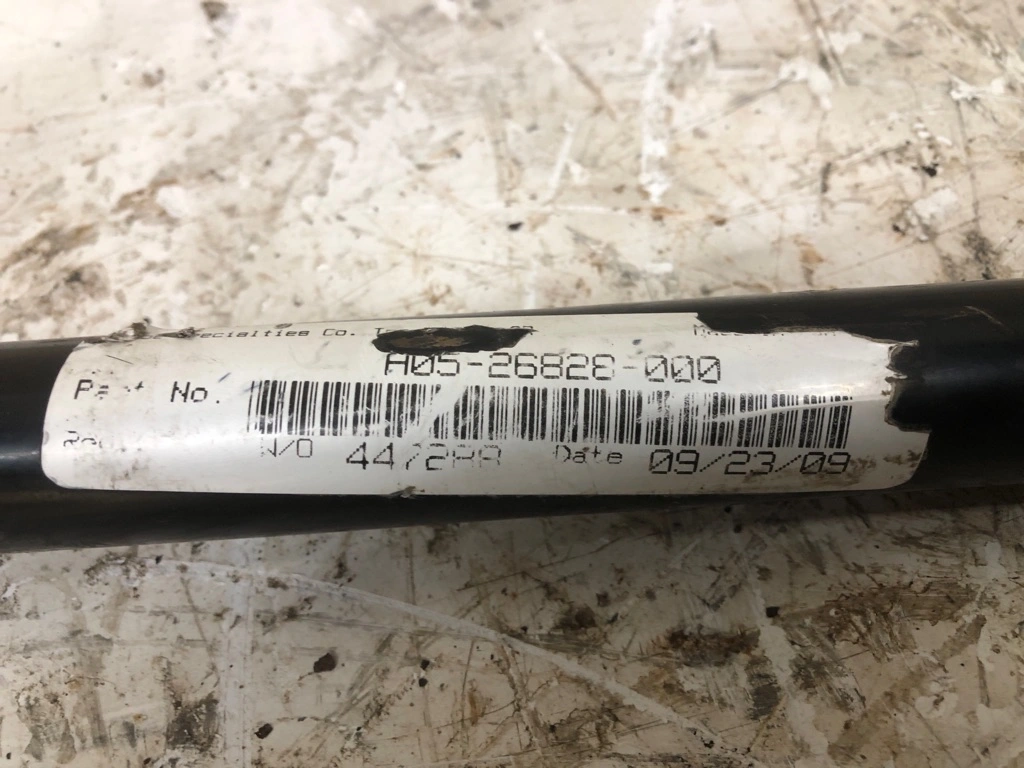 Specialties Co.
A05-26828-000
Part No.
W/O 4472AA Date 09/23/09